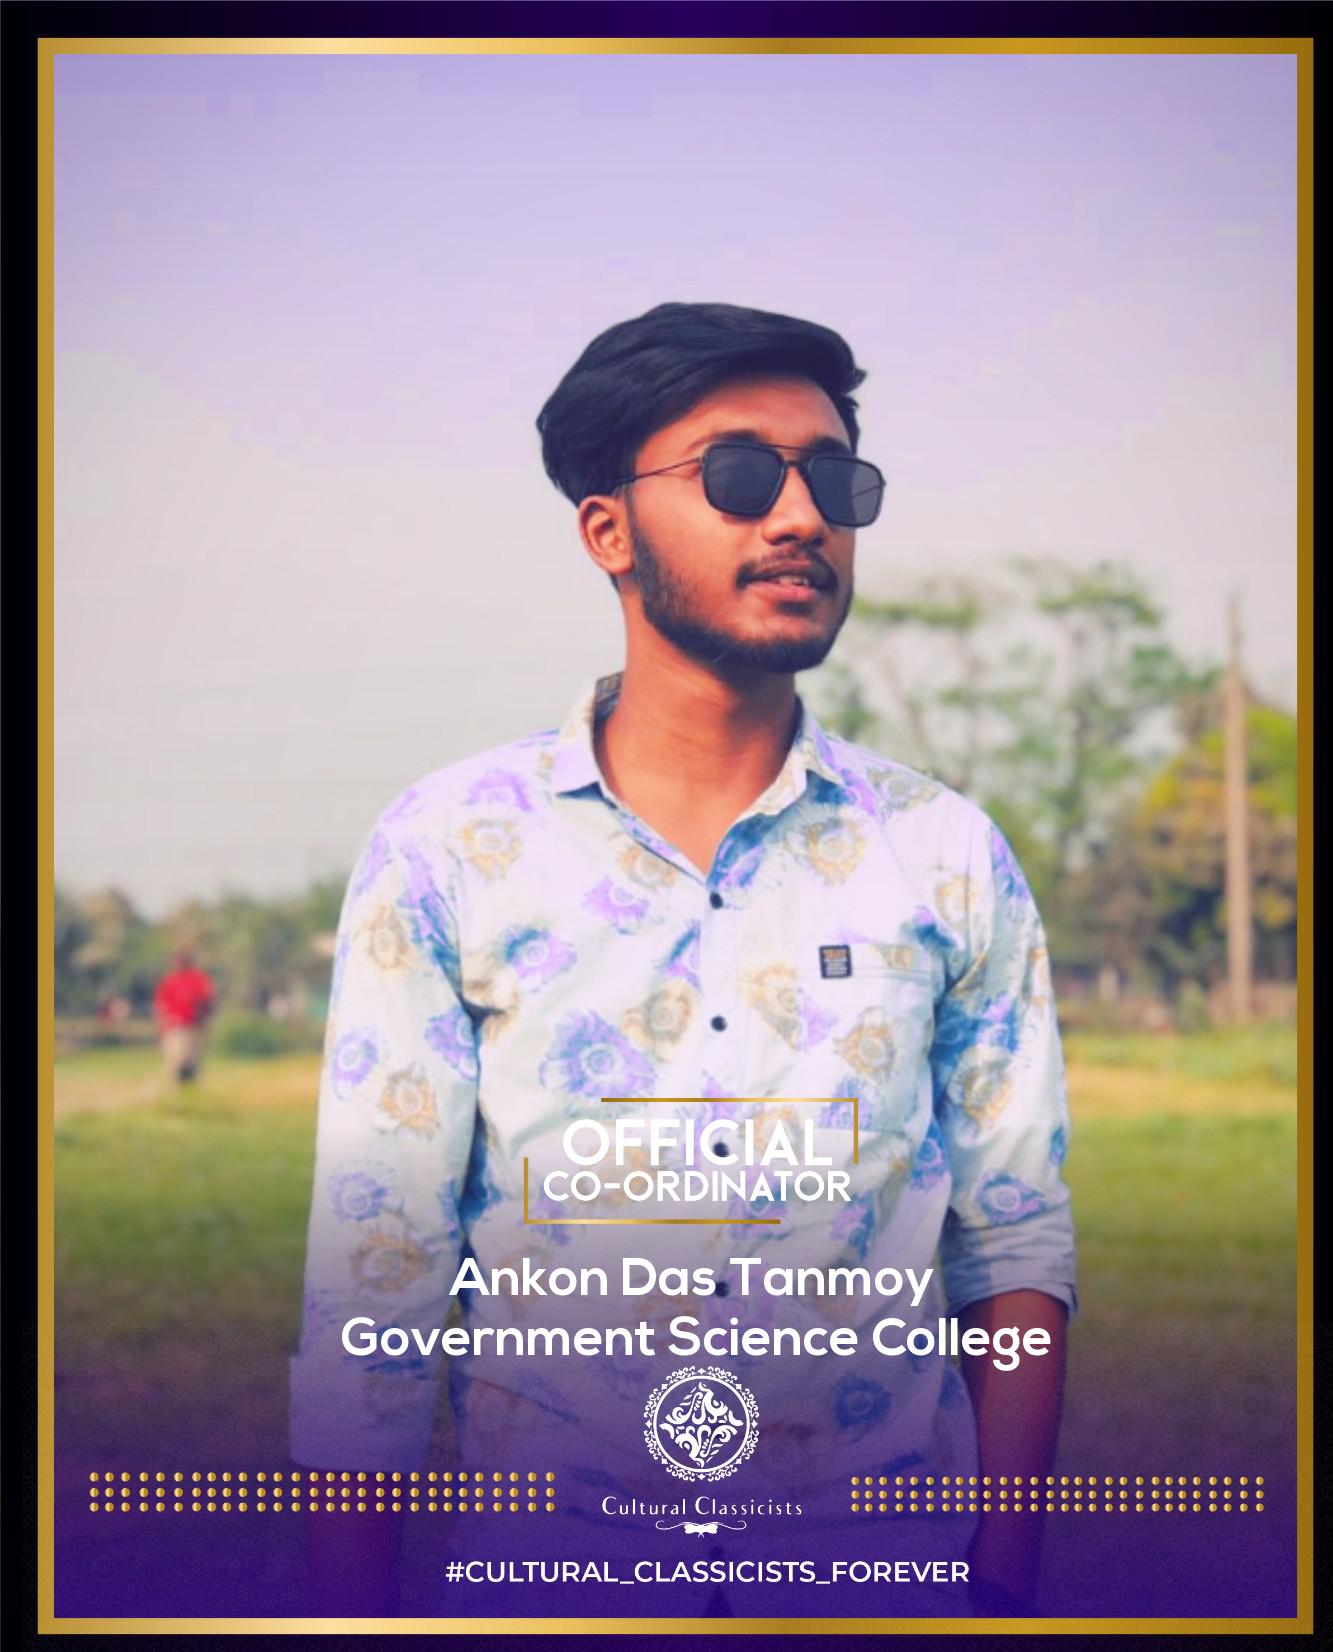 OFFICIAL
CO-ORDINATOR
Ankon Das Tanmoy
Government Science College
Cultural Classicists
#CULTURAL_CLASSICISTS_FOREVER